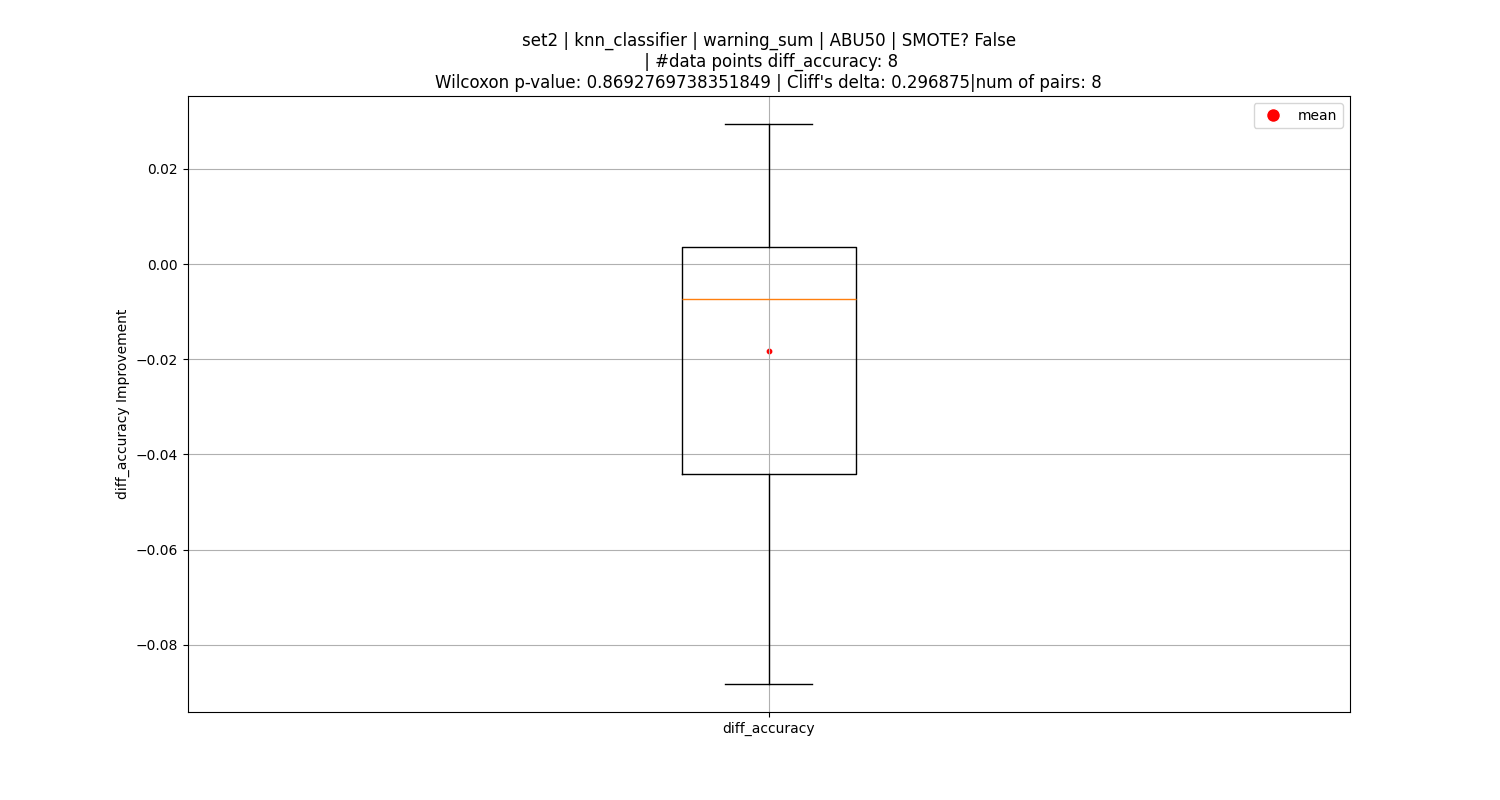 set2 | knn_classifier | warning_sum | ABU50 | SMOTE? False
| #data points diff_accuracy: 8
Wilcoxon p-value: 0.8692769738351849 | Cliff's delta: 0.296875|num of pairs: 8
mean
0.02
0.00
−0.02
−0.04
−0.06
−0.08
diff_accuracy Improvement
diff_accuracy